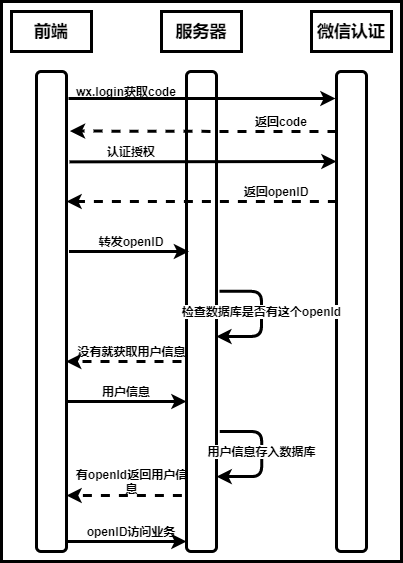 前端
服务器
微信认证
wx.login获取code
返回code
认证授权
返回openID
转发openID
检查数据库是否有这个openId
没有就获取用户信息
用户信息
用户信息存入数据库
有openId返回用户信
息
openID访问业务